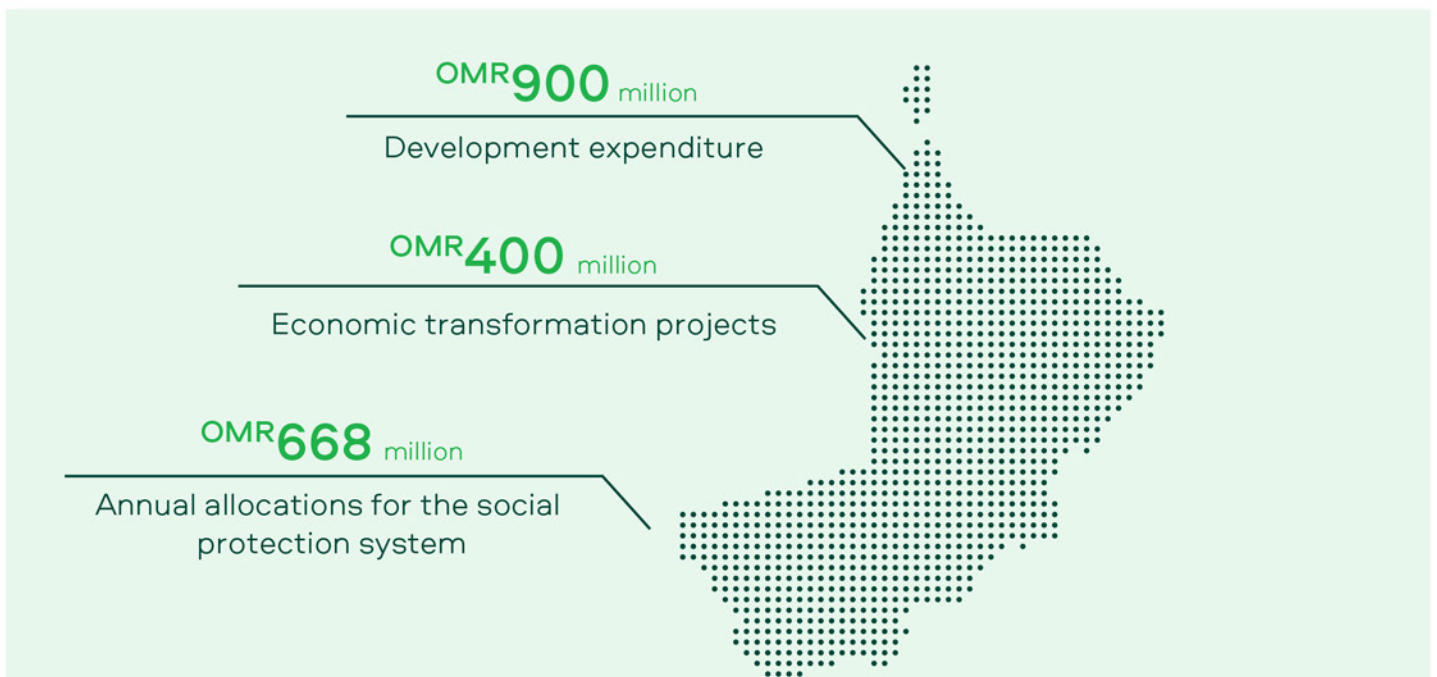 OMR900 million
Development expenditure
OMR400 million
Economic transformation projects
OMR668 million
Annual allocations for the social
protection system